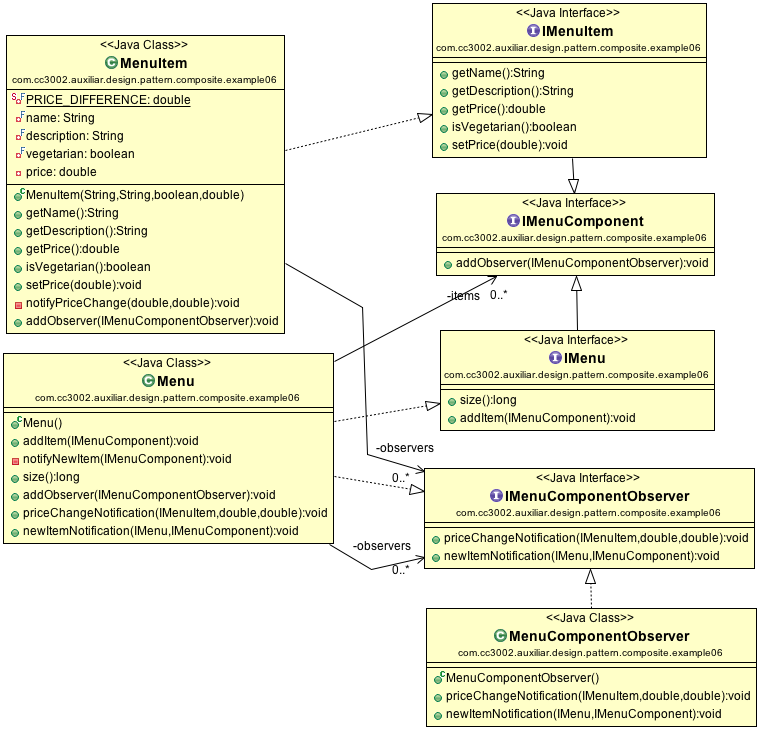 <<Java Class>>
MenuItem
com.cc3002.auxiliar.design.pattern.composite.example06
PRICE_DIFFERENCE: double
name: String
description: String
vegetarian: boolean
price: double
MenuItem(String,String,boolean,double)
getName():String
getDescription():String
getPrice():double
isVegetarian():boolean
setPrice(double):void
notifyPriceChange(double,double):void
addObserver(IMenuComponentObserver):void
<<Java Interface>>
IMenuItem
com.cc3002.auxiliar.design.pattern.composite.example06
getName():String
getDescription():String
getPrice():double
isVegetarian():boolean
setPrice(double):void
<<Java Interface>>
IMenuComponent
com.cc3002.auxiliar.design.pattern.composite.example06
addObserver(IMenuComponentObserver):void
-items 0..*
<<Java Interface>>
IMenu
com.cc3002.auxiliar.design.pattern.composite.example06
size():long
addItem(IMenuComponent):void
<<Java Class>>
Menu
com.cc3002.auxiliar.design.pattern.composite.example06
Menu()
addItem(IMenuComponent):void
notifyNewItem(IMenuComponent):void
size():long
addObserver(IMenuComponentObserver):void
priceChangeNotification(IMenuItem,double,double):void
newItemNotification(IMenu,IMenuComponent):void
-observers
0..*
<<Java Interface>>
IMenuComponentObserver
com.cc3002.auxiliar.design.pattern.composite.example06
priceChangeNotification(IMenuItem,double,double):void
newItemNotification(IMenu,IMenuComponent):void
-observers
0..*
<<Java Class>>
MenuComponentObserver
com.cc3002.auxiliar.design.pattern.composite.example06
MenuComponentObserver()
priceChangeNotification(IMenuItem,double,double):void
newItemNotification(IMenu,IMenuComponent):void